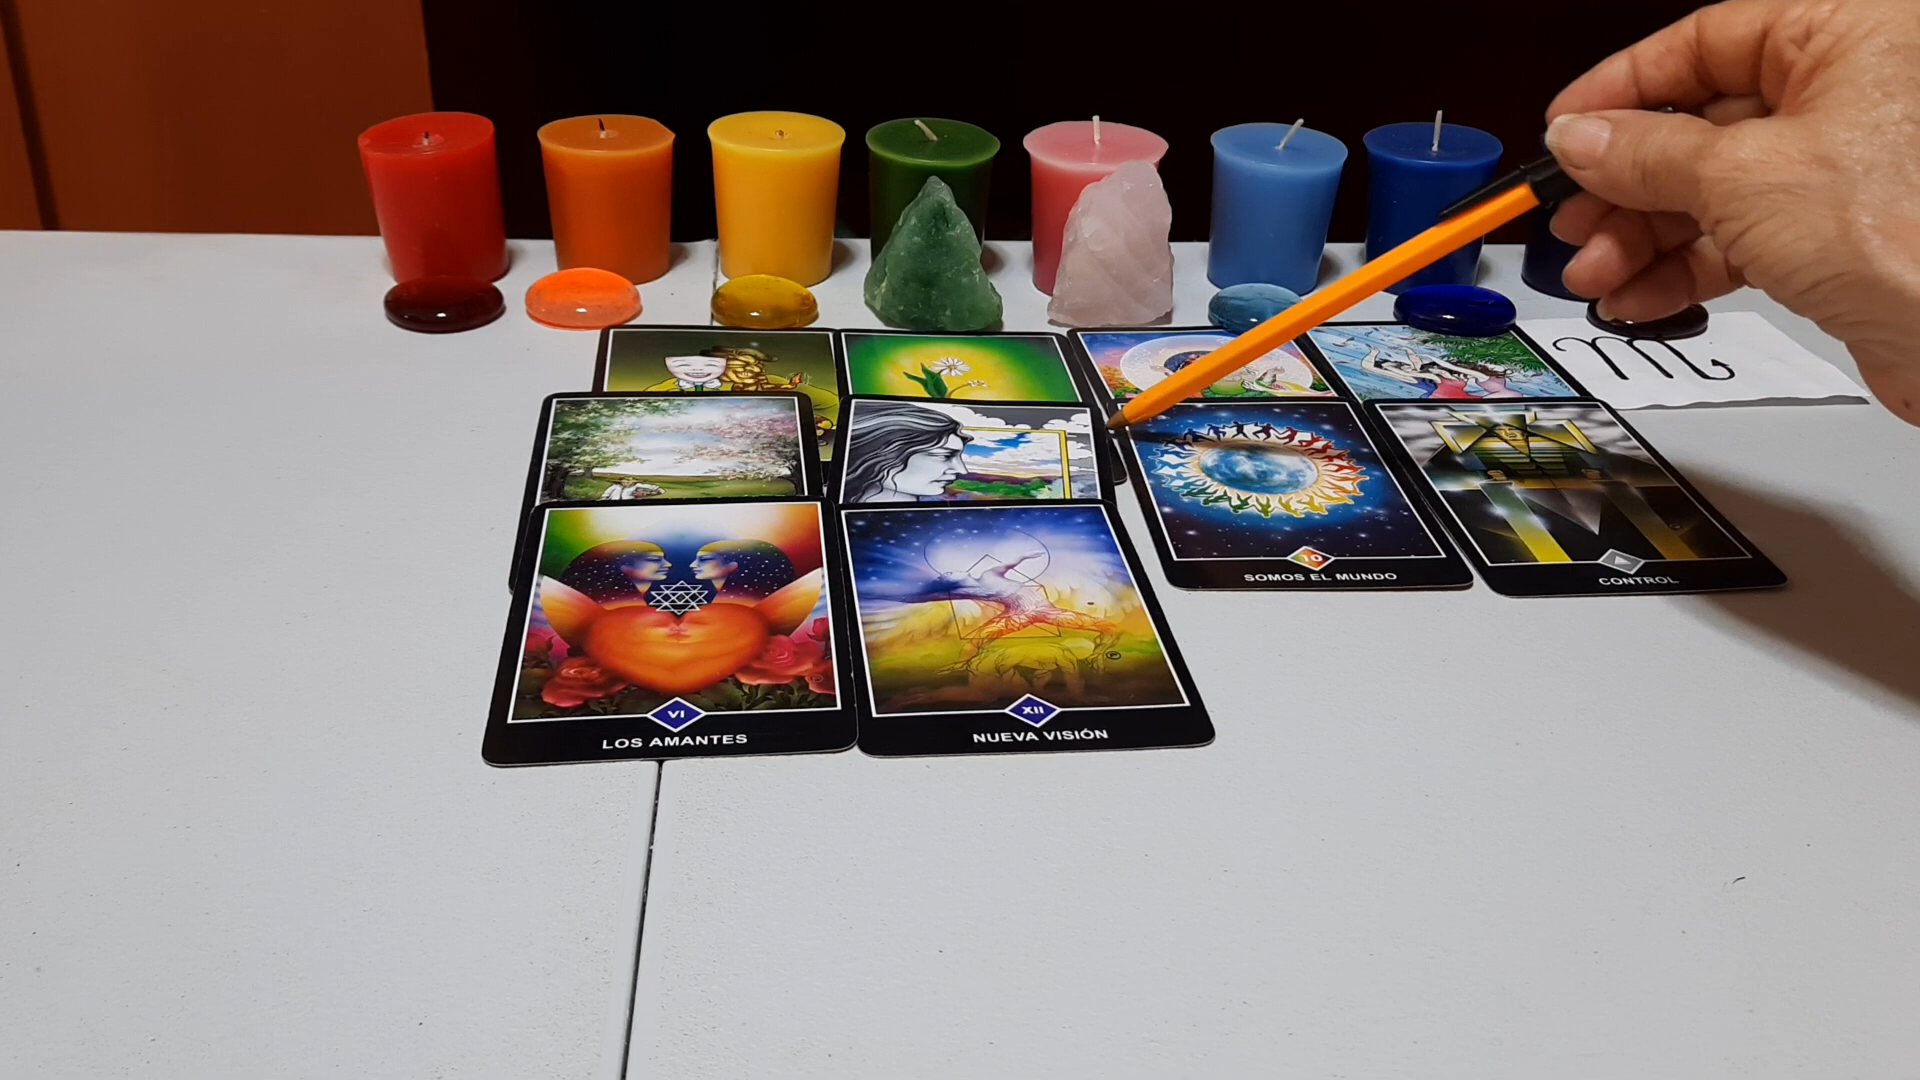 ♏
10
SOMOS EL MUNDO
CONTROL
VI
LOS AMANTES
XII
NUEVA VISIÓN